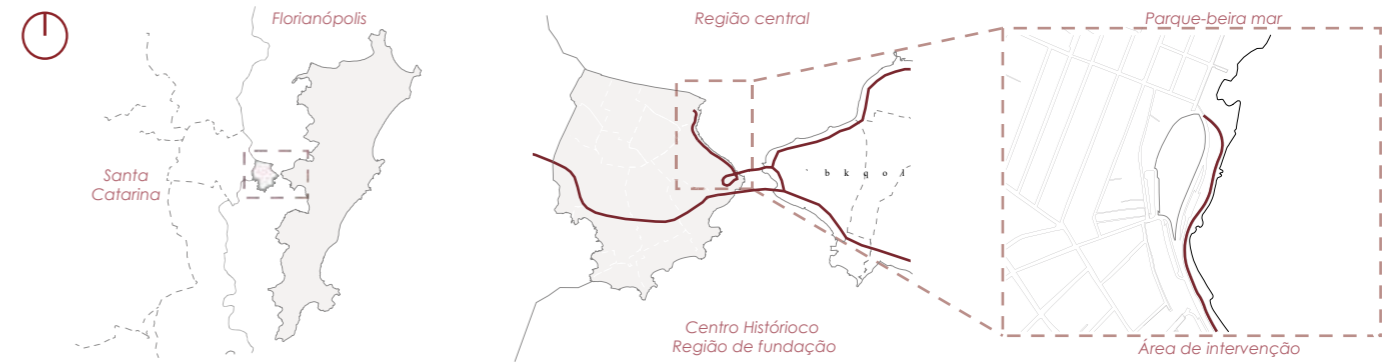 Florianópolis
Região central
Parque-beira mar
Santa
Catarina
b k g o l
Centro Histórioco
Região de fundação
Área de intervenção